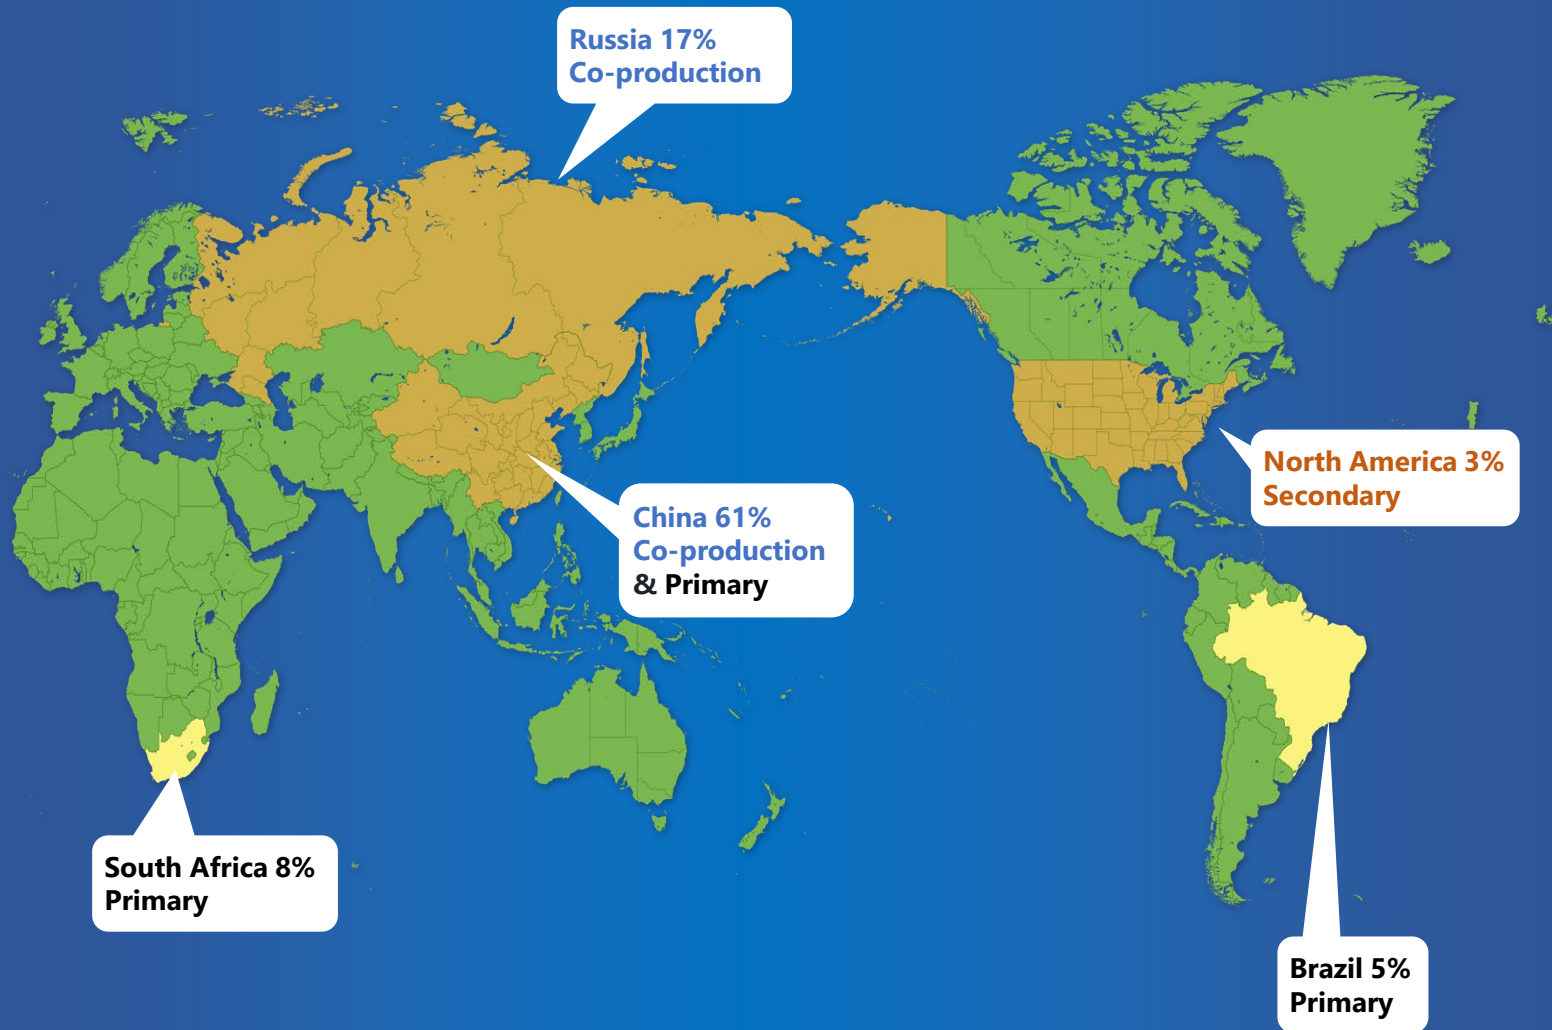 Russia 17%
Co-production
North America 3%
Secondary
China 61%
Co-production
& Primary
South Africa 8%
Primary
Brazil 5%
Primary